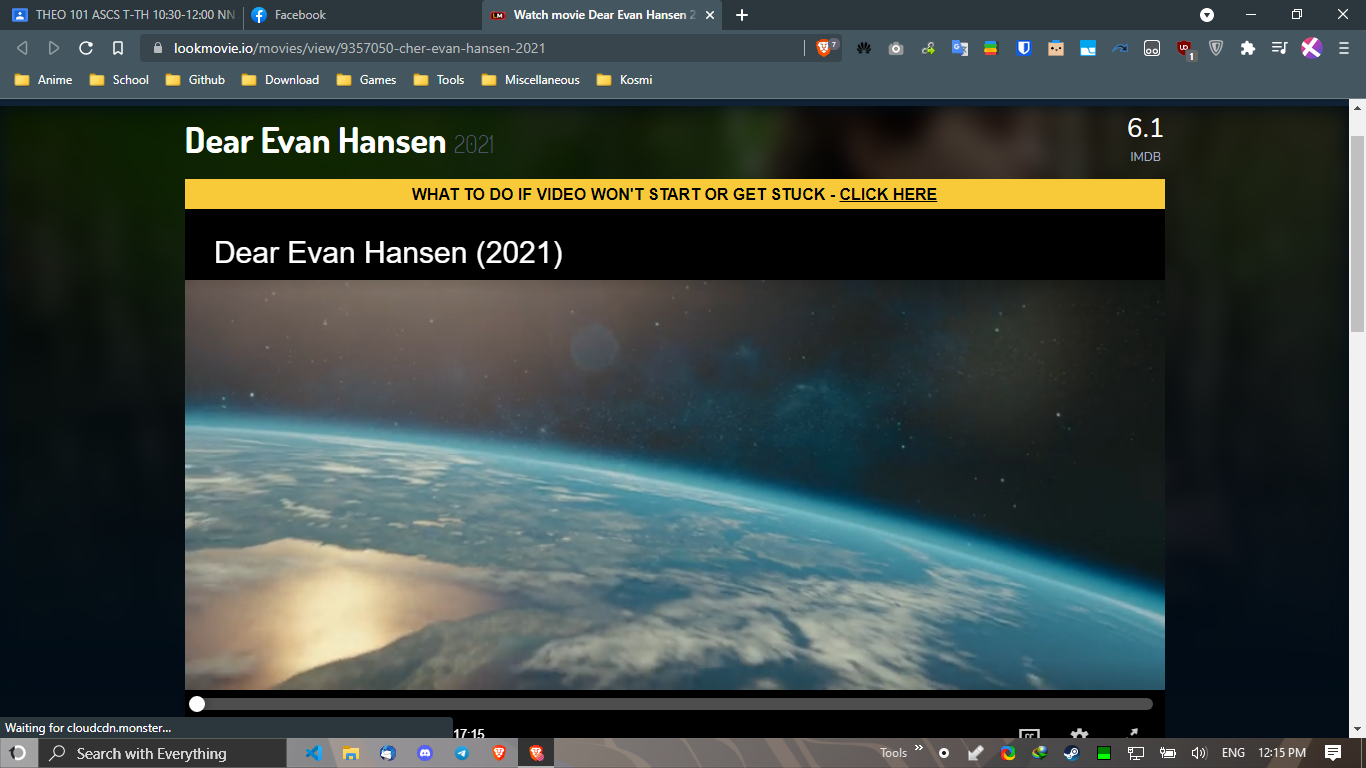 THEO 101 ASCS T-TH 10:30-12:00 NN
Facebook
Watch movie Dear Evan Hansen 2
lookmovie.io/movies/view/9357050-cher-evan-hansen-2021
7
1
Anime
School
Github
Download
Games
Tools
Miscellaneous
Kosmi
Dear Evan Hansen 2021
6.1
IMDB
WHAT TO DO IF VIDEO WON'T START OR GET STUCK - CLICK HERE
Dear Evan Hansen (2021)
Waiting for cloudcdn.monster...
17:15
Search with Everything
Tools
ENG
12:15 PM